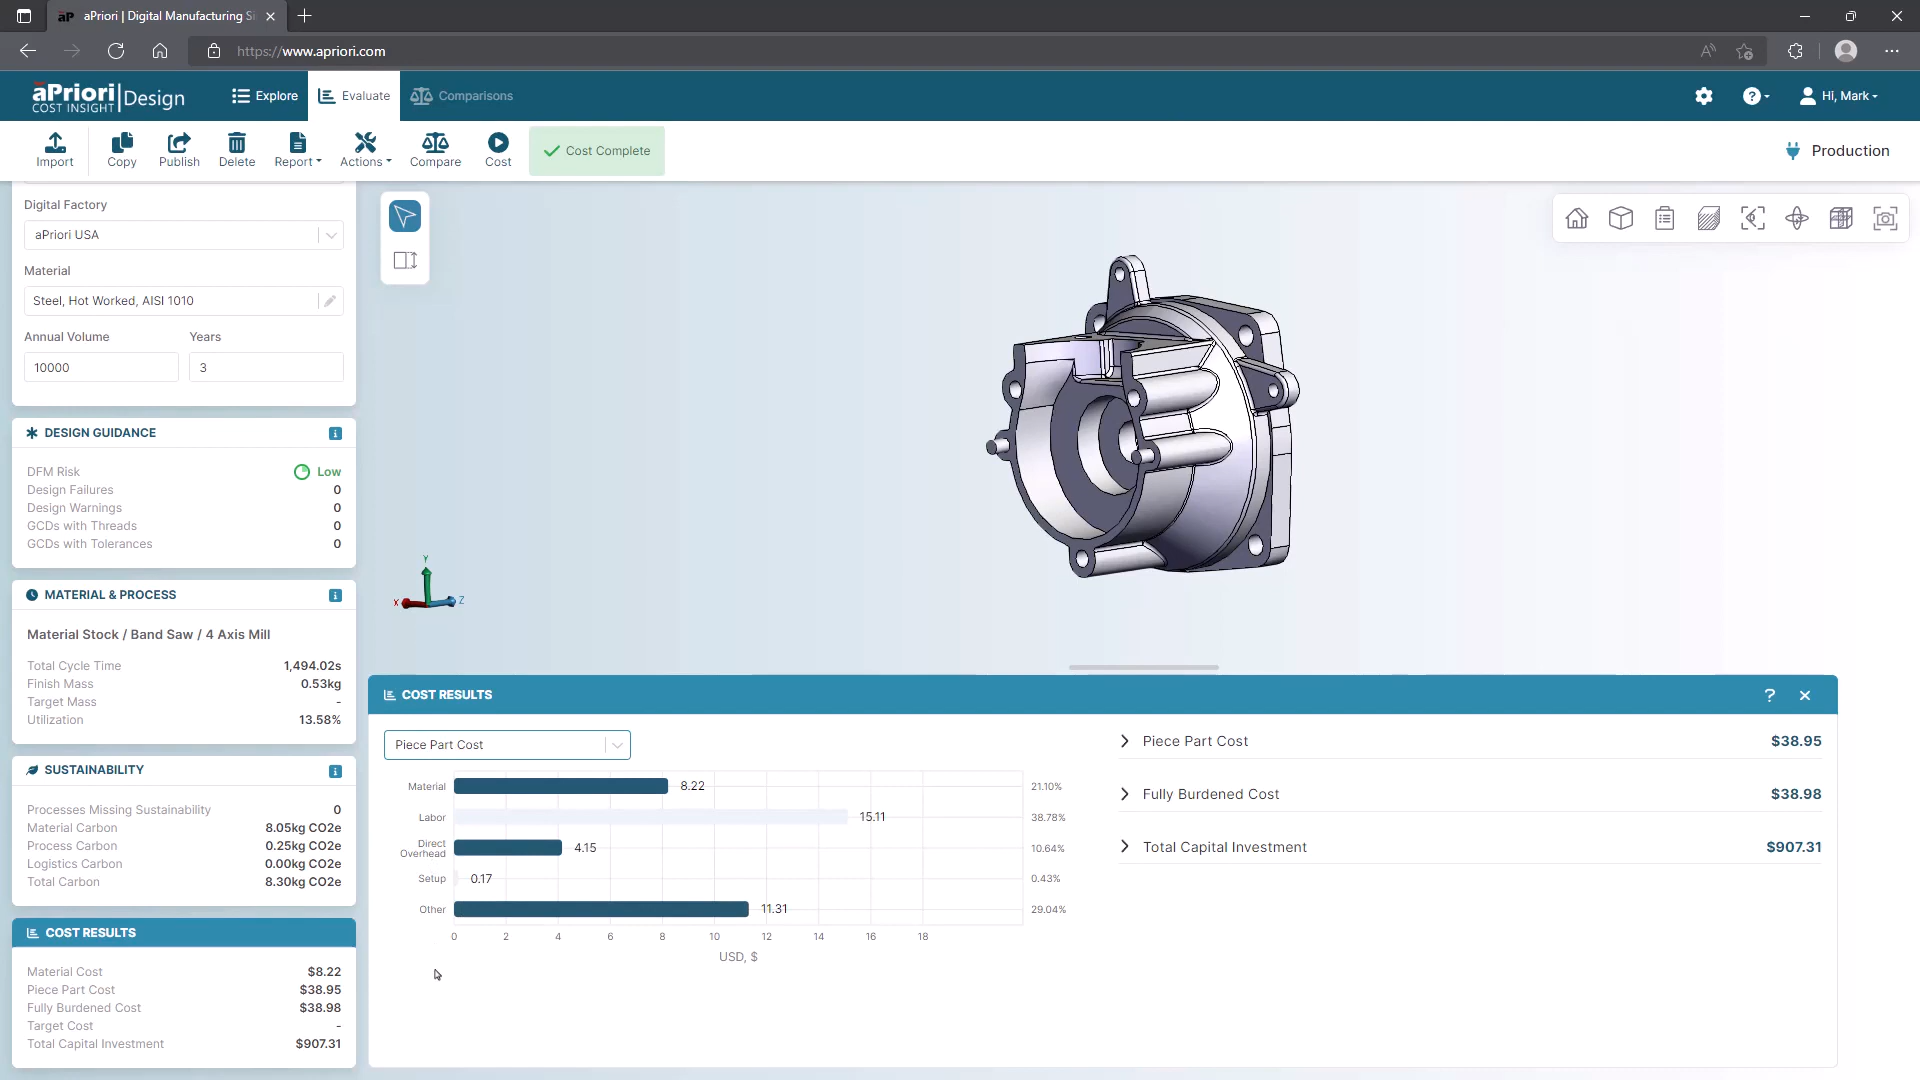 aPriori | Digital Manufacturing Si
https://www.apriori.com
aPriori | Design
COST INSIGHT
Explore
Evaluate
Comparisons
Hi, Mark
Import
Copy
Publish
Delete
Report
Actions
Compare
Cost
Cost Complete
Production
Digital Factory
aPriori USA
Material
Steel, Hot Worked, AISI 1010
Annual Volume Years
10000 3
DESIGN GUIDANCE
DFM Risk Low
Design Failures 0
Design Warnings 0
GCDs with Threads 0
GCDs with Tolerances 0
MATERIAL & PROCESS
Material Stock / Band Saw / 4 Axis Mill
Total Cycle Time 1,494.02s
Finish Mass 0.53kg
Target Mass -
Utilization 13.58%
SUSTAINABILITY
Processes Missing Sustainability 0
Material Carbon 8.05kg CO2e
Process Carbon 0.25kg CO2e
Logistics Carbon 0.00kg CO2e
Total Carbon 8.30kg CO2e
COST RESULTS
Material Cost $8.22
Piece Part Cost $38.95
Fully Burdened Cost $38.98
Target Cost -
Total Capital Investment $907.31
Y
X Z
COST RESULTS ?
Piece Part Cost
Material 8.22 21.10%
Labor 15.11 38.78%
Direct Overhead 4.15 10.64%
Setup 0.17 0.43%
Other 11.31 29.04%
0 2 4 6 8 10 12 14 16 18
USD, $
Piece Part Cost $38.95
Fully Burdened Cost $38.98
Total Capital Investment $907.31